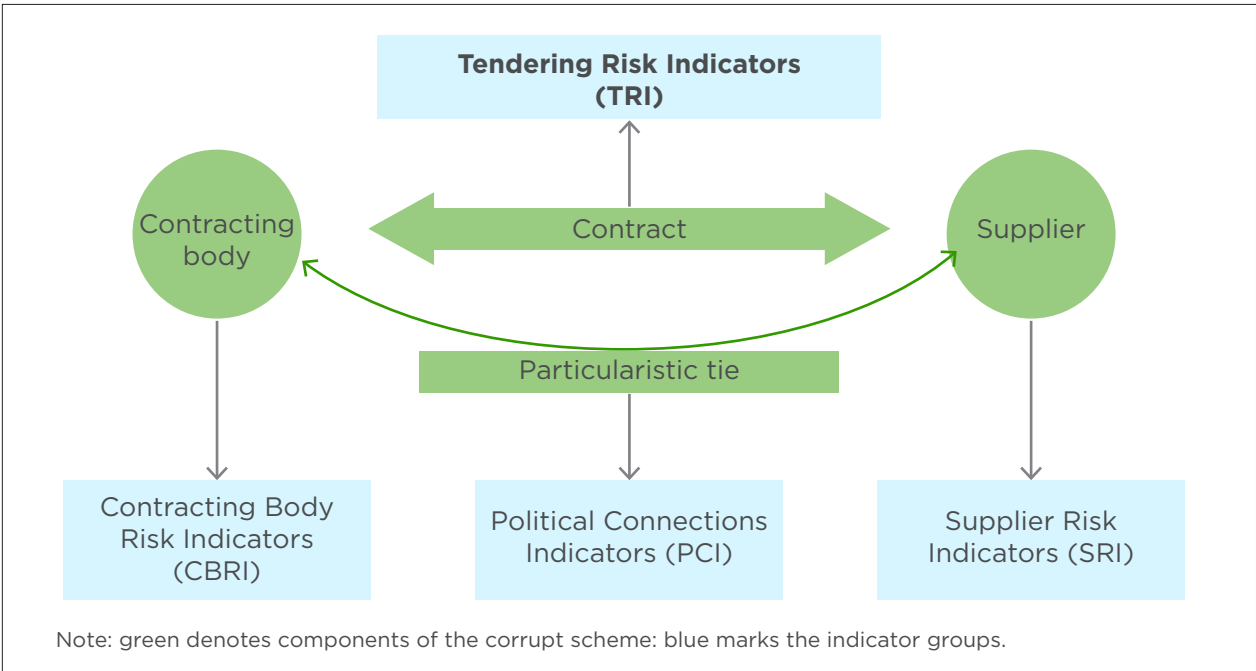 Tendering Risk Indicators
(TRI)
Contracting
body
Contract
Supplier
Particularistic tie
Contracting Body
Risk Indicators
(CBRI)
Political Connections
Indicators (PCI)
Supplier Risk
Indicators (SRI)
Note: green denotes components of the corrupt scheme: blue marks the indicator groups.